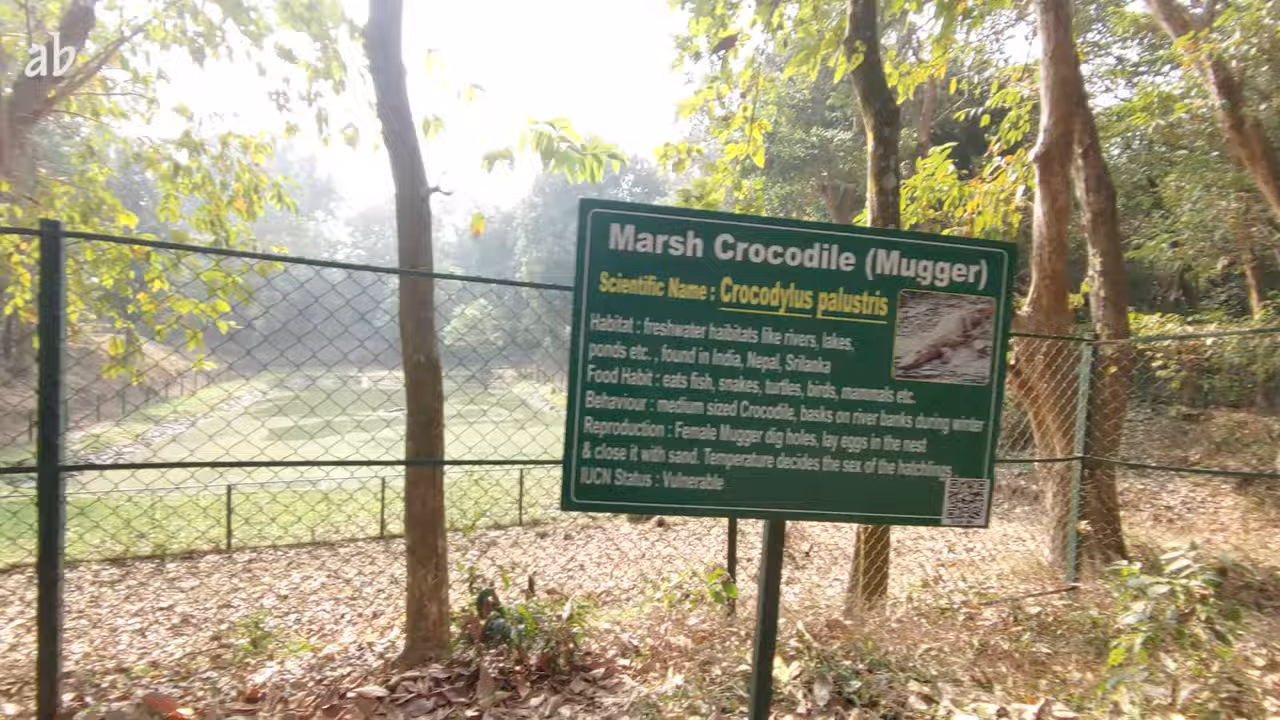 ab
Marsh Crocodile (Mugger)
Scientific Name : Crocodylus palustris
Habitat : freshwater haihitats like rivers, lakes,
ponds etc. , found in India, Nepal, Srilanka
Food Habit : eats fish, snakes, turtles, birds, mammals etc.
Behaviour : medium sized Crocodile, basks on river banks during winter
Reproduction : Female Mugger dig holes, lay eggs in the nest
& close it with sand. Temperature decides the sex of the hatchlings
IUCN Status : Vulnerable